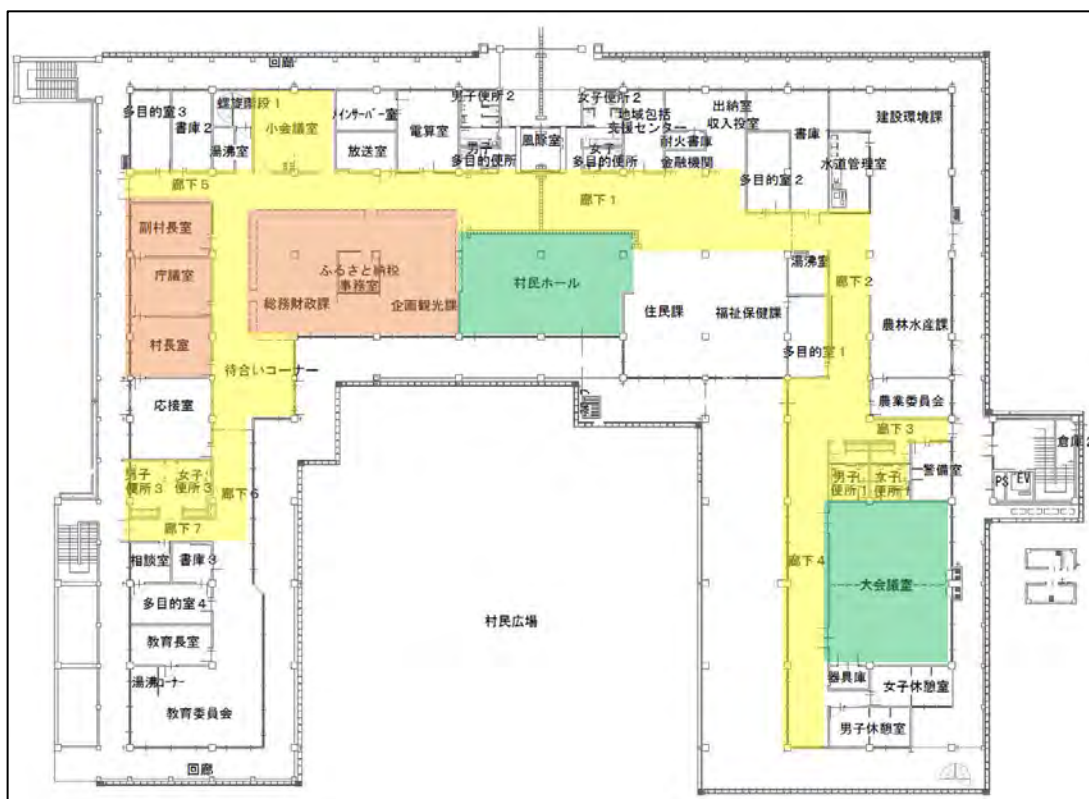 回廊
多目的室3
書庫2
螺旋階段1
湯沸室
小会議室
インサーバー室
放送室
電算室
男子便所2
男子
多目的便所
風除室
女子便所2
女子
多目的便所
地域包括
支援センター
耐火書庫
金融機関
出納室
収入役室
多目的室2
書庫
水道管理室
建設環境課
廊下5
廊下1
副村長室
庁議室
村長室
ふるさと納税
事務室
総務財政課
企画観光課
村民ホール
住民課
福祉保健課
湯沸室
廊下2
多目的室1
農林水産課
待合いコーナー
応接室
農業委員会
廊下3
倉庫2
男子
便所3
女子
便所3
廊下6
廊下7
男子
便所1
女子
便所1
警備室
PS
EV
相談室
書庫3
廊下4
大会議室
多目的室4
村民広場
教育長室
湯沸コーナー
教育委員会
器具庫
女子休憩室
男子休憩室
回廊